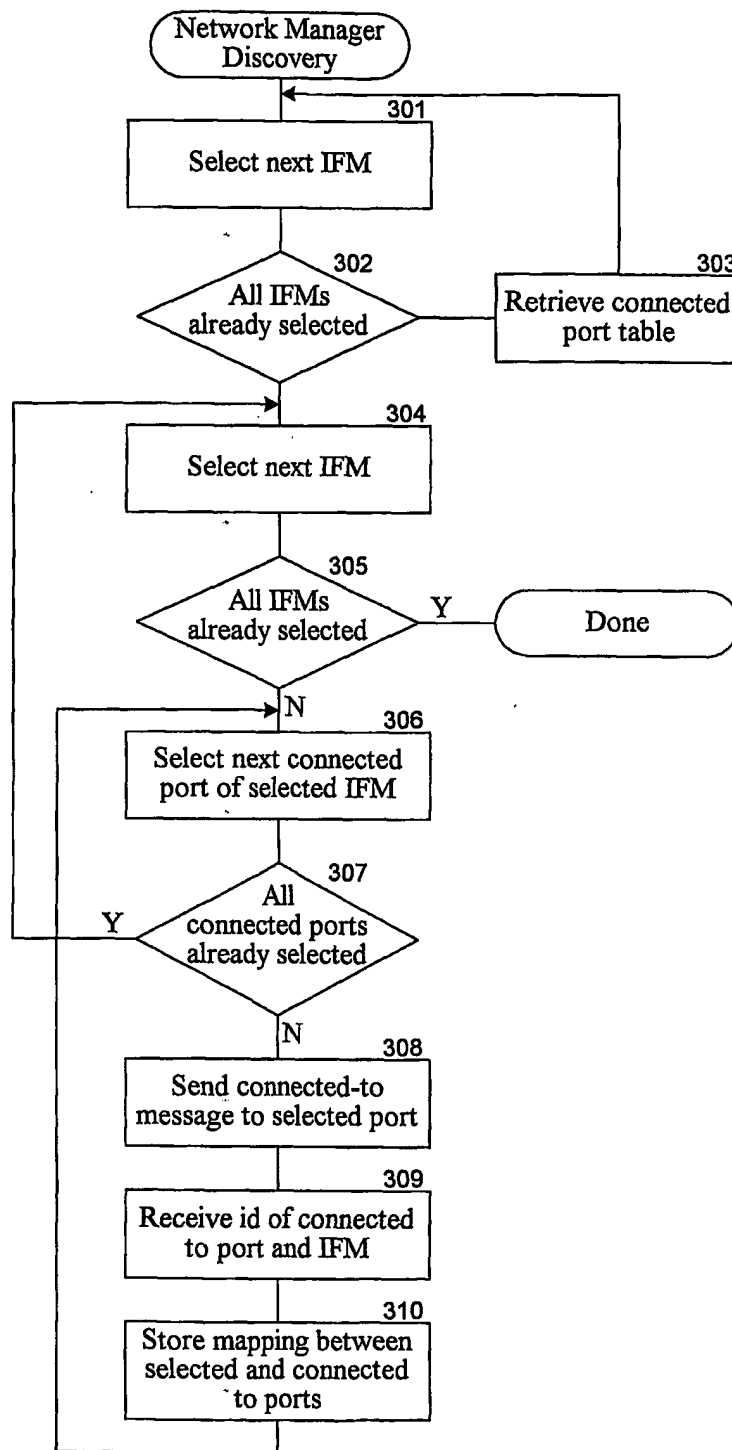 Network Manager
Discovery
301
Select next IFM
302
All IFMs
already selected
303
Retrieve connected
port table
304
Select next IFM
305
All IFMs
already selected
Y
Done
N
306
Select next connected
port of selected IFM
307
All
connected ports
already selected
Y
N
308
Send connected-to
message to selected port
309
Receive id of connected
to port and IFM
310
Store mapping between
selected and connected
to ports